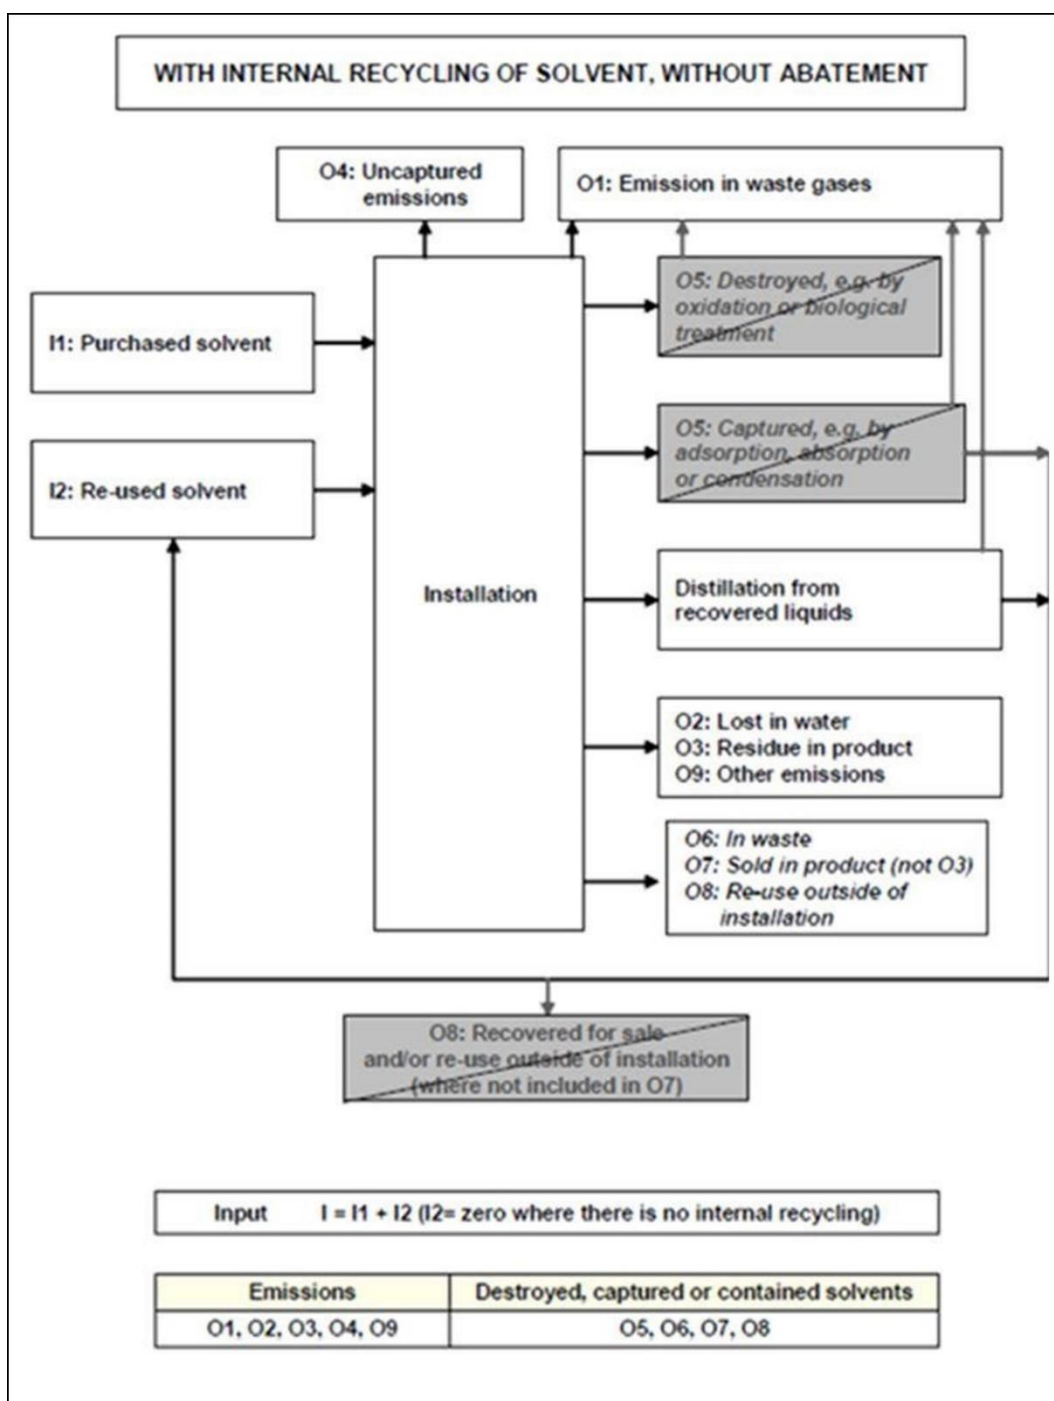 WITH INTERNAL RECYCLING OF SOLVENT, WITHOUT ABATEMENT
O4: Uncaptured
emissions
O1: Emission in waste gases
O5: Destroyed, e.g. by
oxidation or biological
treatment
I1: Purchased solvent
O5: Captured, e.g. by
adsorption, absorption
or condensation
I2: Re-used solvent
Installation
Distillation from
recovered liquids
O2: Lost in water
O3: Residue in product
O9: Other emissions
O6: In waste
O7: Sold in product (not O3)
O8: Re-use outside of
installation
O8: Recovered for sale
and/or re-use outside of installation
(where not included in O7)
Input I = I1 + I2 (I2= zero where there is no internal recycling)
Emissions Destroyed, captured or contained solvents
O1, O2, O3, O4, O9 O5, O6, O7, O8